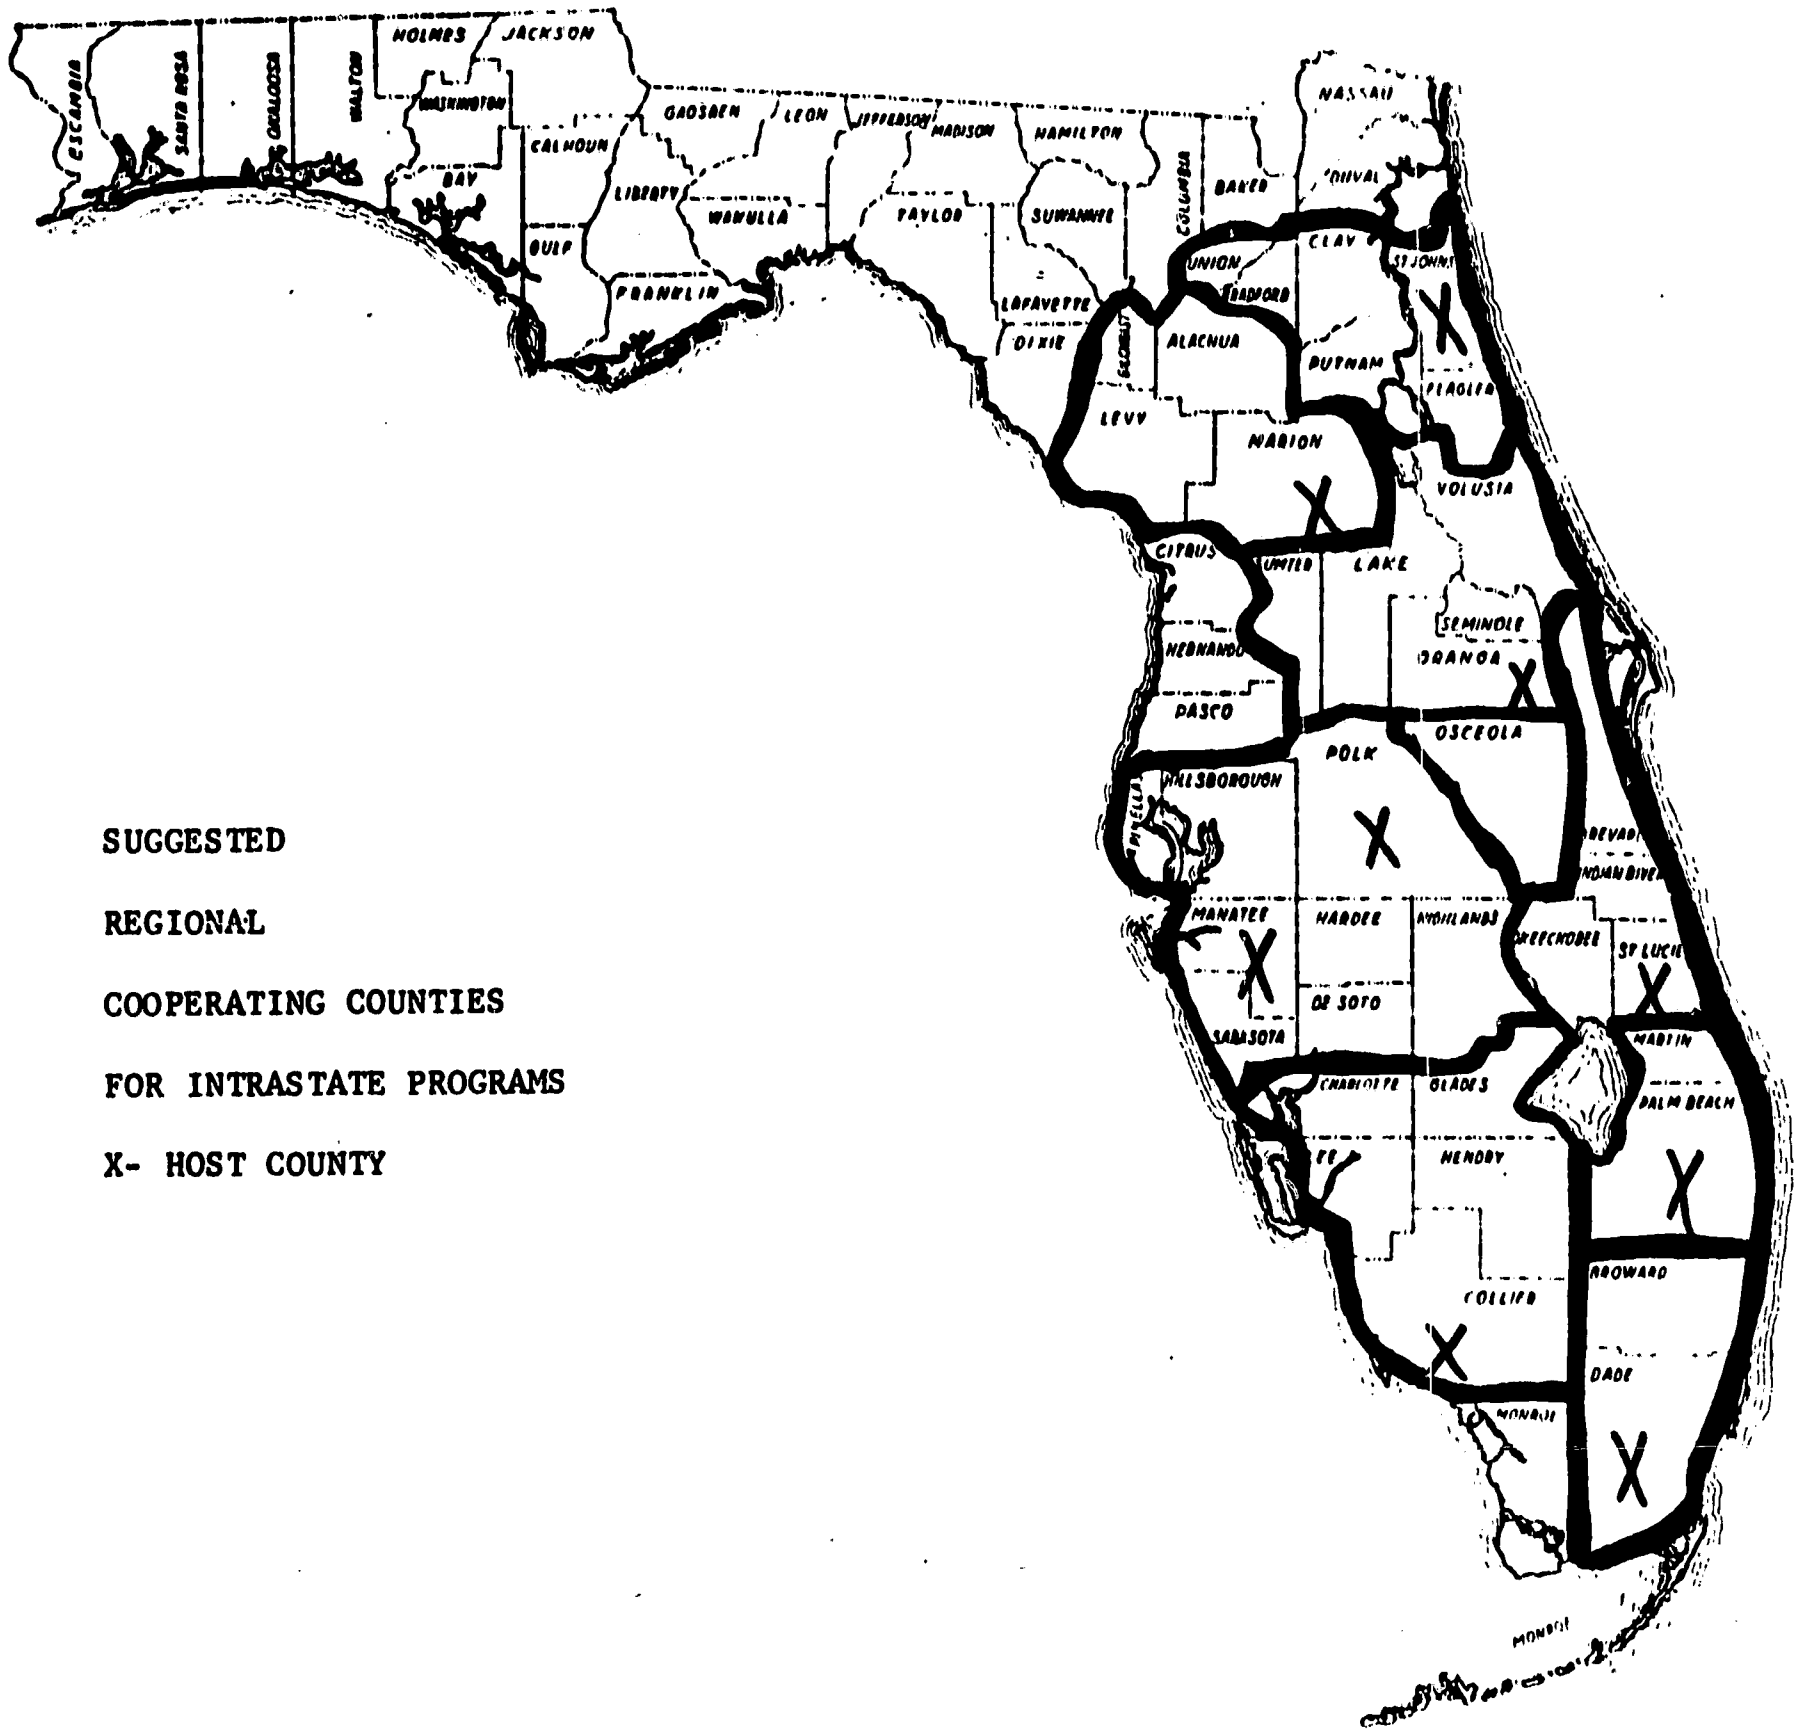 HOLMES
JACKSON
ESCAMBIA
SANTA ROSA
OKALOOSA
WALTON
WASHINGTON
GADSDEN
LEON
JEFFERSON
MADISON
HAMILTON
NASSAU
CALHOUN
BAY
LIBERTY
WAKULLA
TAYLOR
SUWANNEE
COLUMBIA
BAKER
DUVAL
GULF
FRANKLIN
LAFAYETTE
DIXIE
UNION
BRADFORD
CLAY
ST JOHNS
ALACHUA
PUTNAM
FLAGLER
LEVY
MARION
VOLUSIA
CITRUS
UMTER
LAKE
SEMINOLE
HERNANDO
ORANGA
PASCO
OSCEOLA
POLK
HILLSBOROUGH
PINELLA
BREVARD
INDIAN RIVER
MANATEE
HARDEE
HIGHLANDS
OKEECHOBEE
ST LUCIE
DE SOTO
SARASOTA
MARTIN
CHARLOTTE
GLADES
PALM BEACH
EE
HENDRY
BROWARD
COLLIER
DADE
MONROE
MONROE
X
X
X
X
X
X
X
X
X
SUGGESTED
REGIONAL
COOPERATING COUNTIES
FOR INTRASTATE PROGRAMS
X- HOST COUNTY